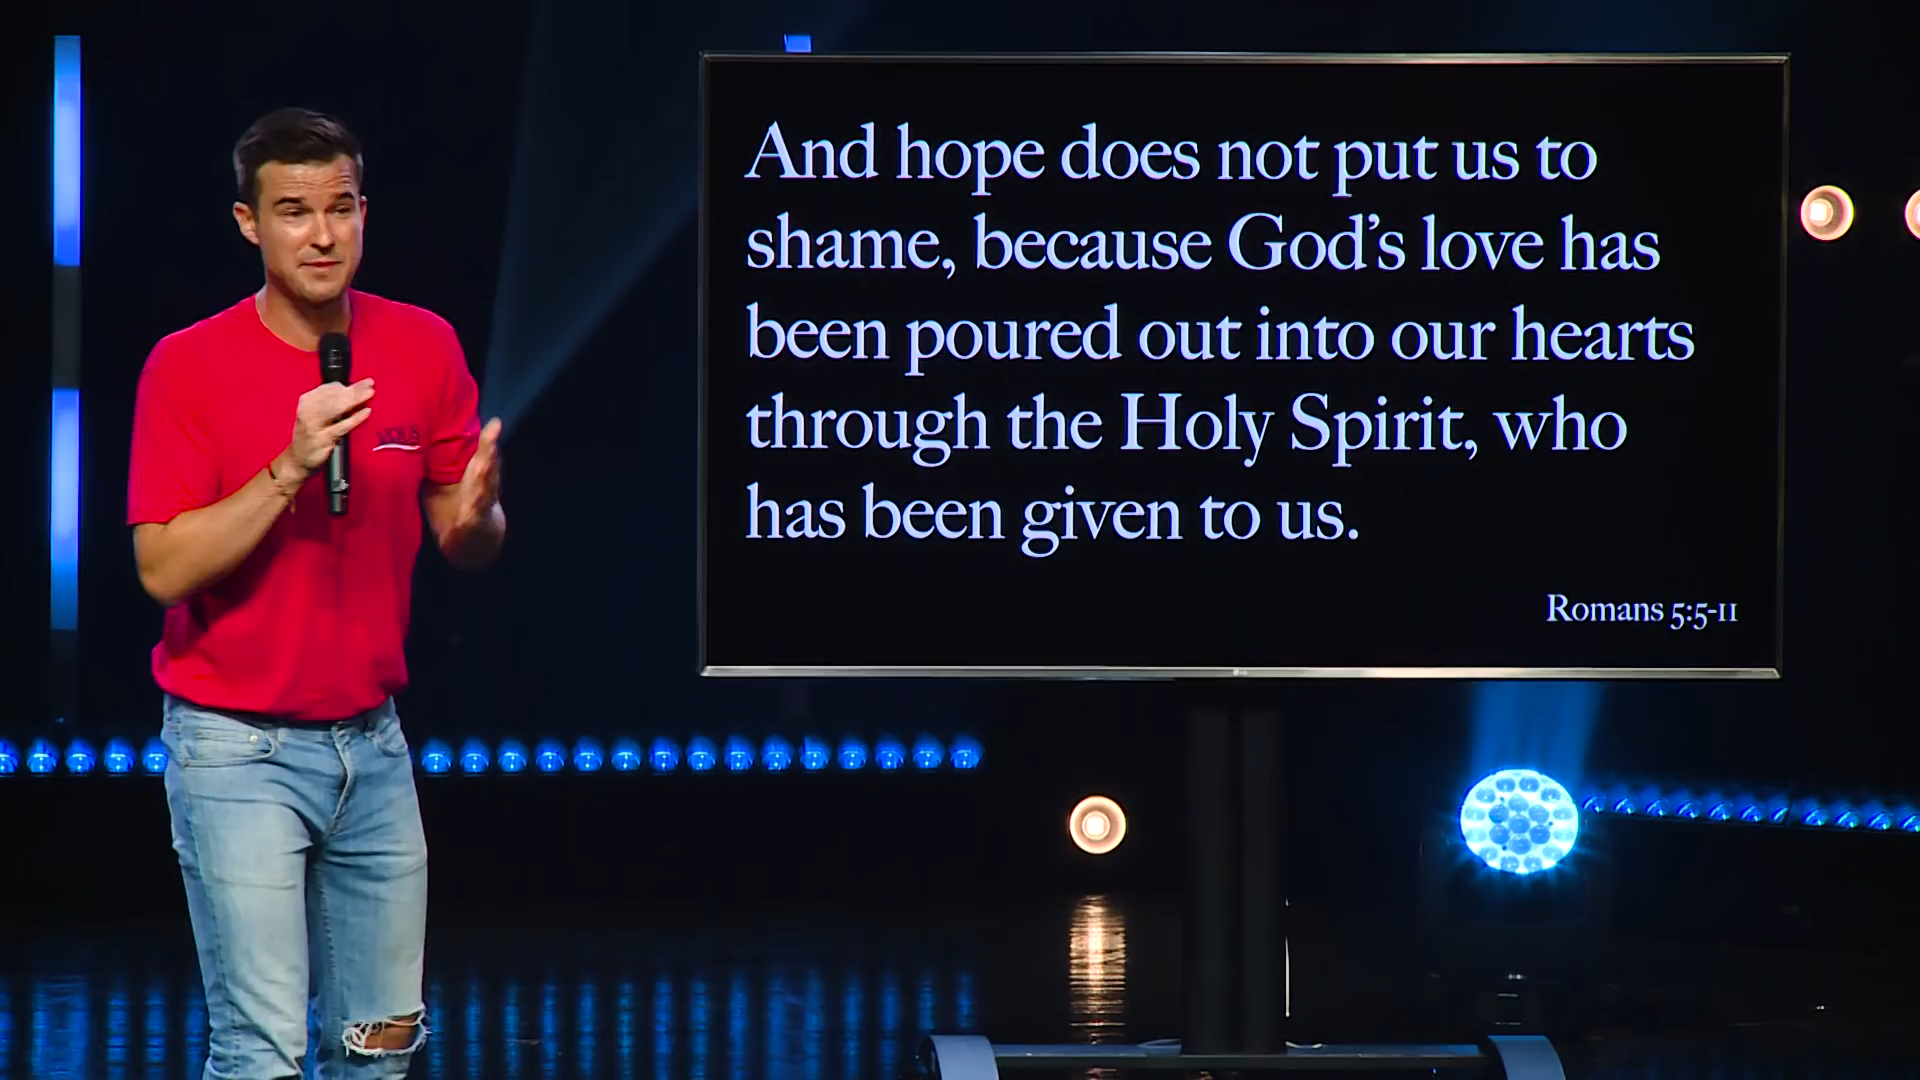 And hope does not put us to
shame, because God's love has
been poured out into our hearts
through the Holy Spirit, who
has been given to us.
Romans 5:5-11